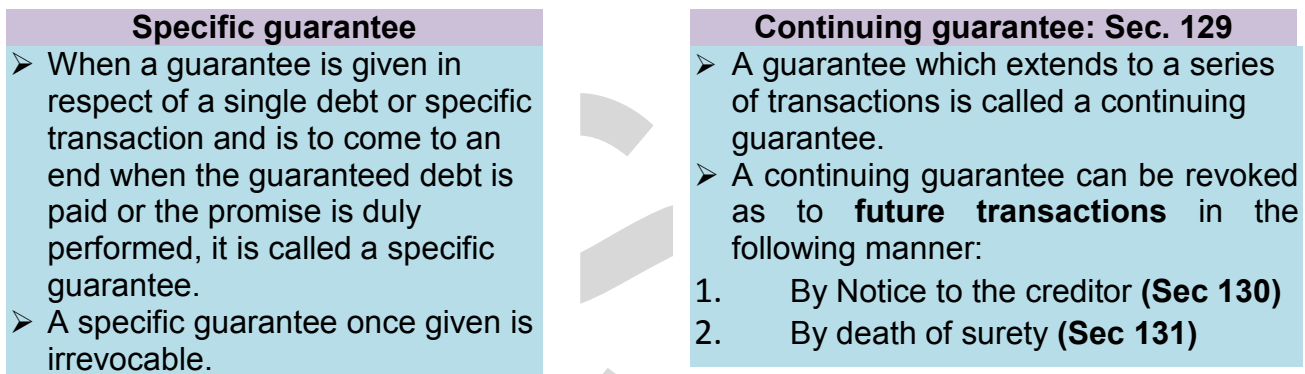 Specific guarantee
➢ When a guarantee is given in
respect of a single debt or specific
transaction and is to come to an
end when the guaranteed debt is
paid or the promise is duly
performed, it is called a specific
guarantee.
➢ A specific guarantee once given is
irrevocable.
Continuing guarantee: Sec. 129
➢ A guarantee which extends to a series
of transactions is called a continuing
guarantee.
➢ A continuing guarantee can be revoked
as to future transactions in the
following manner:
1. By Notice to the creditor (Sec 130)
2. By death of surety (Sec 131)